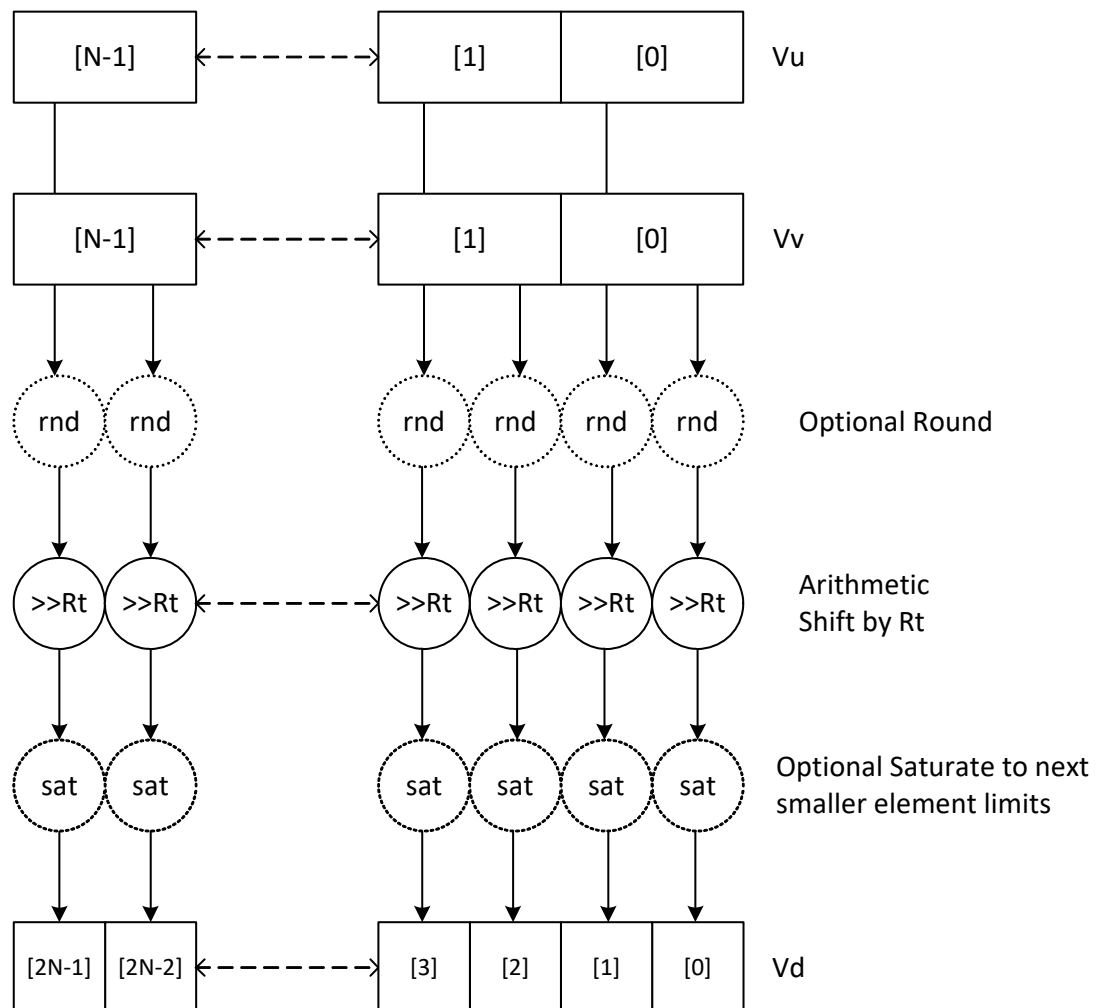 [N-1] [1] [0] Vu
[N-1] [1] [0] Vv
rnd rnd rnd rnd rnd rnd Optional Round
>>Rt >>Rt >>Rt >>Rt >>Rt >>Rt Arithmetic
Shift by Rt
sat sat sat sat sat sat Optional Saturate to next
smaller element limits
[2N-1] [2N-2] [3] [2] [1] [0] Vd